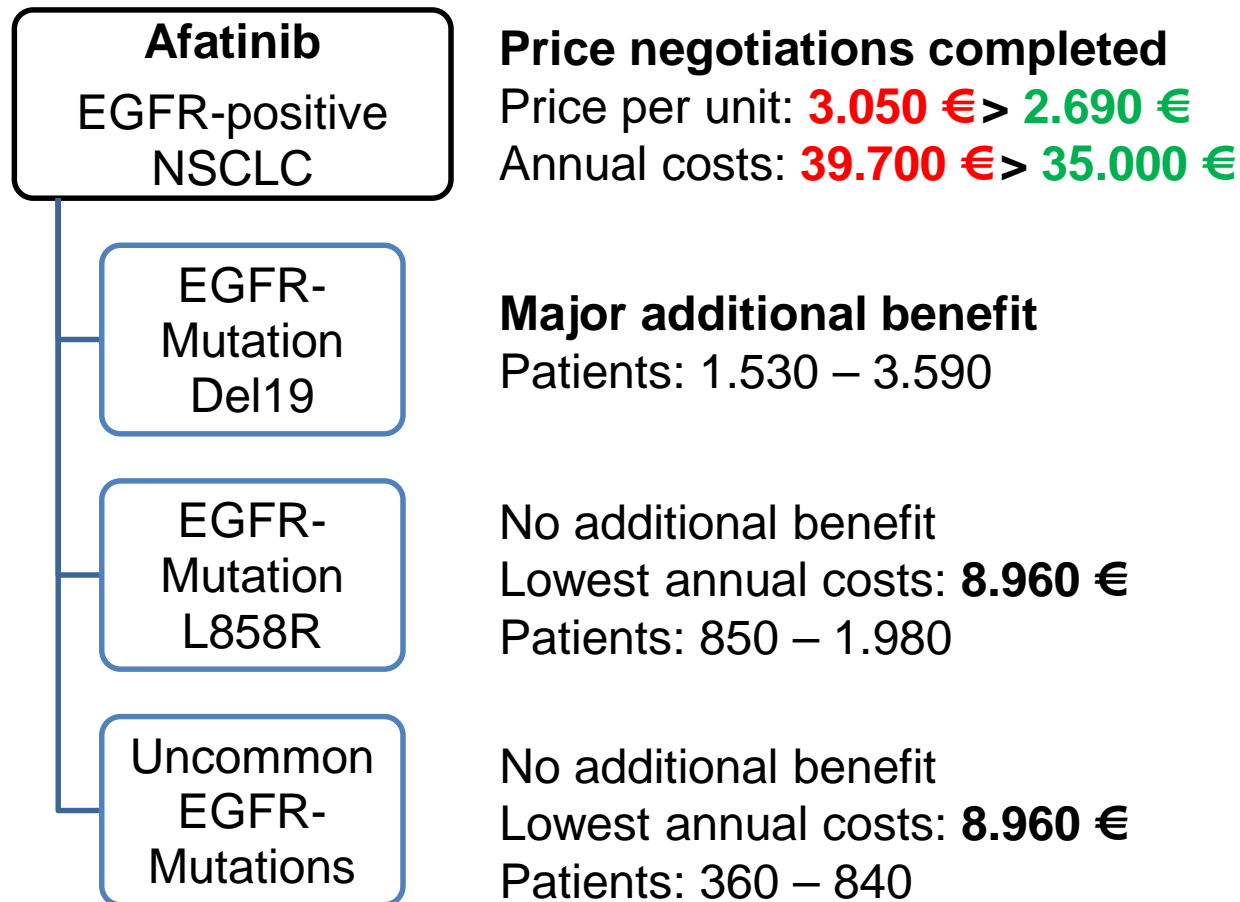 Afatinib
EGFR-positive
NSCLC
Price negotiations completed
Price per unit: 3.050 €> 2.690 €
Annual costs: 39.700 €> 35.000 €
EGFR-
Mutation
Del19
Major additional benefit
Patients: 1.530 – 3.590
EGFR-
Mutation
L858R
No additional benefit
Lowest annual costs: 8.960 €
Patients: 850 – 1.980
Uncommon
EGFR-
Mutations
No additional benefit
Lowest annual costs: 8.960 €
Patients: 360 – 840